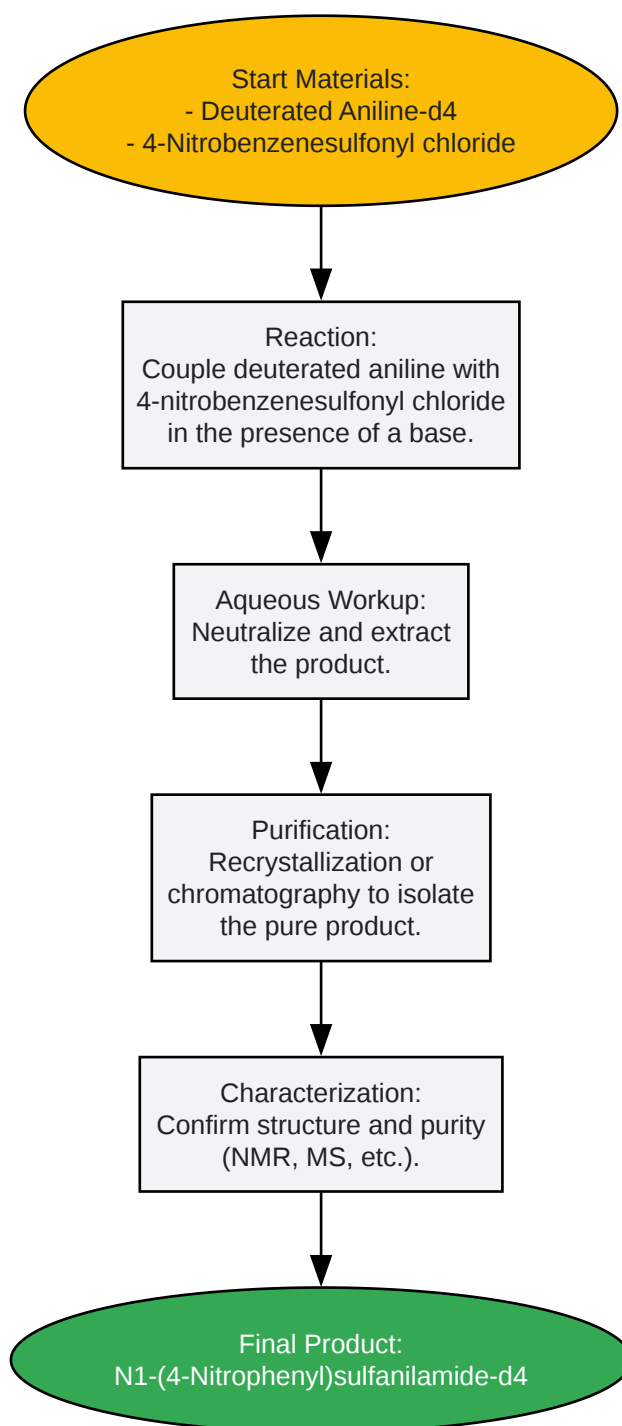 Start Materials:
- Deuterated Aniline-d4
- 4-Nitrobenzenesulfonyl chloride
Reaction:
Couple deuterated aniline with
4-nitrobenzenesulfonyl chloride
in the presence of a base.
Aqueous Workup:
Neutralize and extract
the product.
Purification:
Recrystallization or
chromatography to isolate
the pure product.
Characterization:
Confirm structure and purity
(NMR, MS, etc.).
Final Product:
N1-(4-Nitrophenyl)sulfanilamide-d4